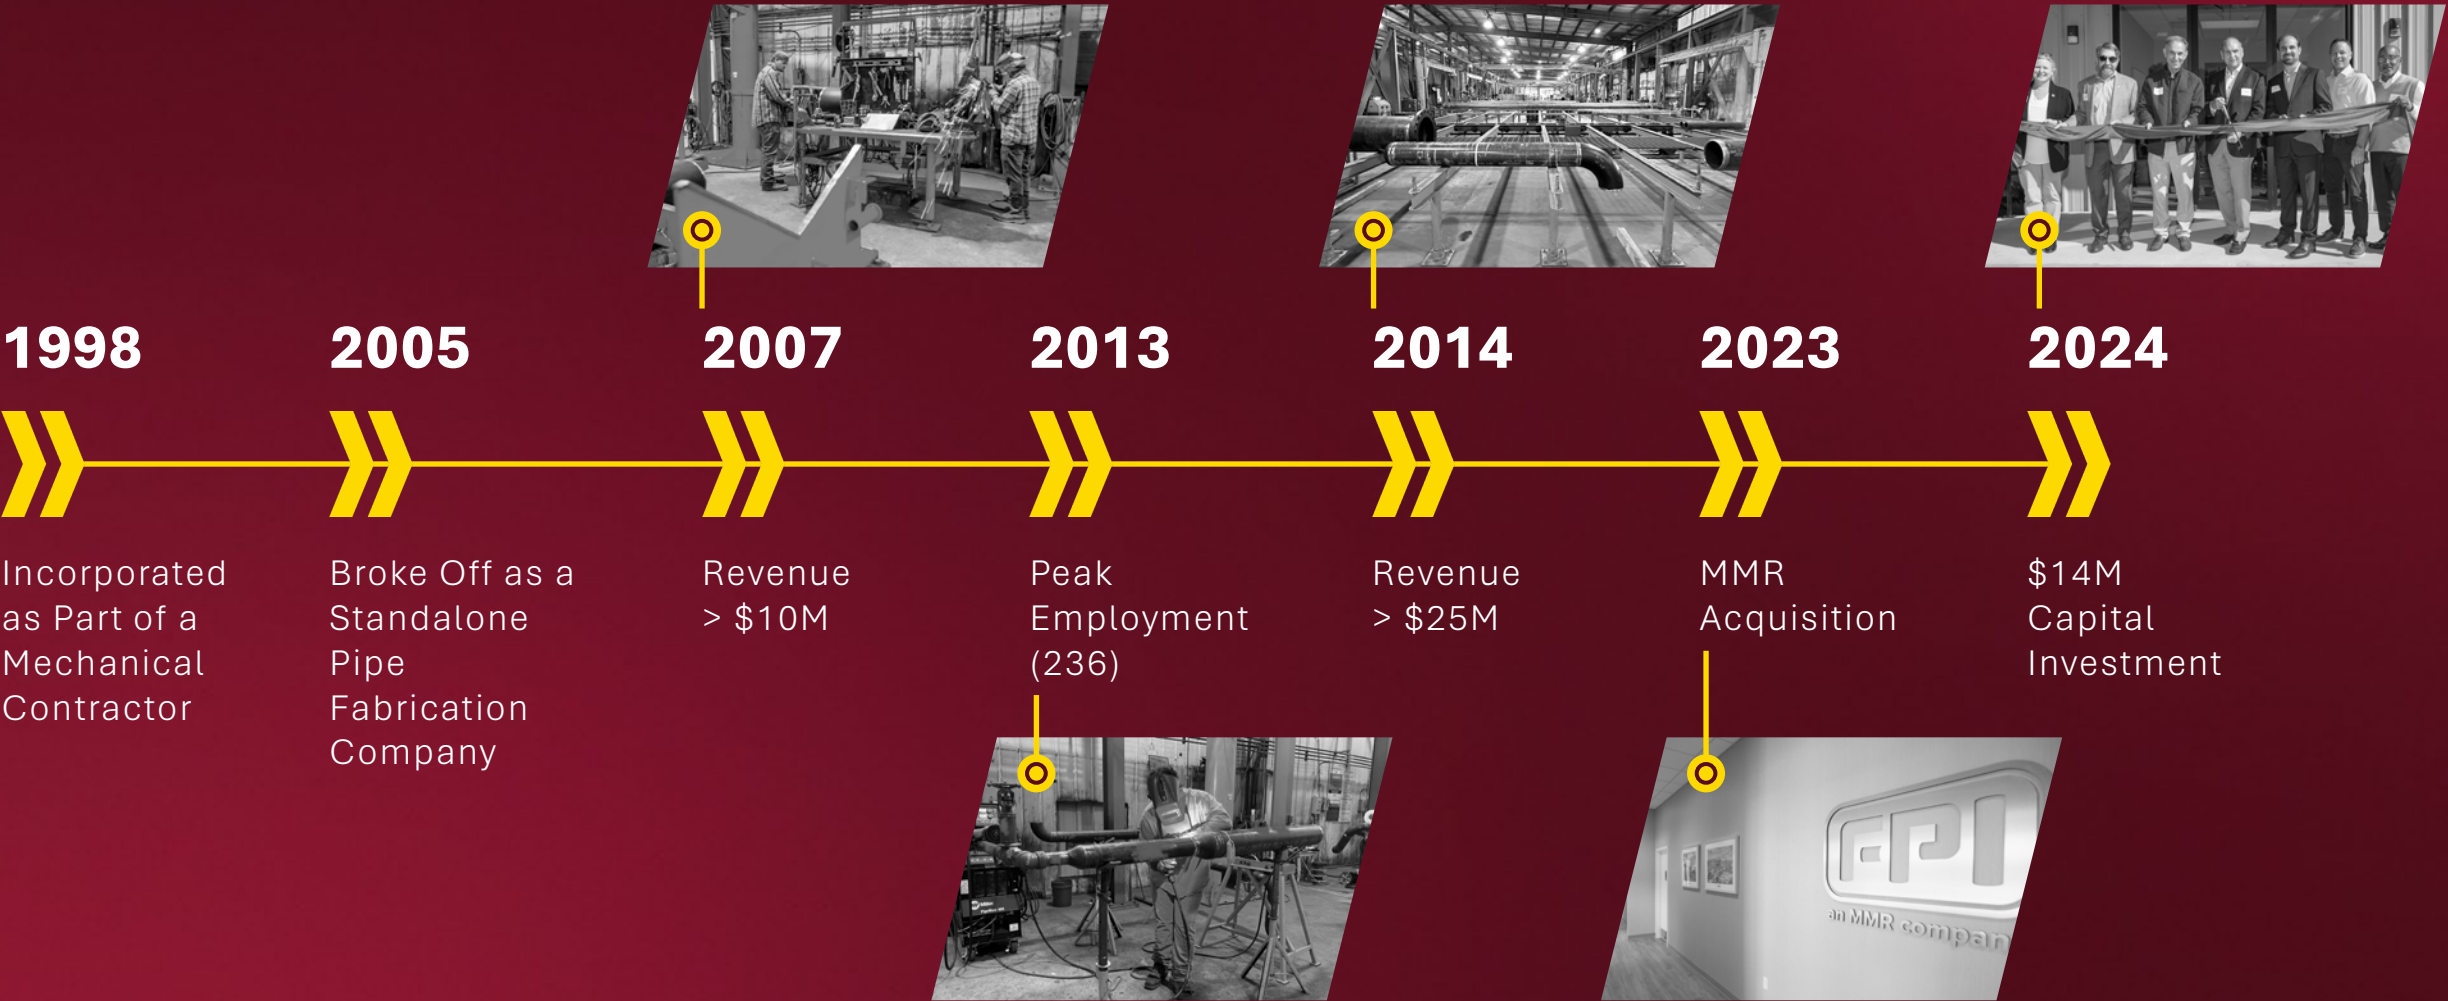 1998
Incorporated
as Part of a
Mechanical
Contractor
2005
Broke Off as a
Standalone
Pipe
Fabrication
Company
2007
Revenue
> $10M
2013
Peak
Employment
(236)
2014
Revenue
> $25M
2023
MMR
Acquisition
FPI
an MMR compan
2024
$14M
Capital
Investment